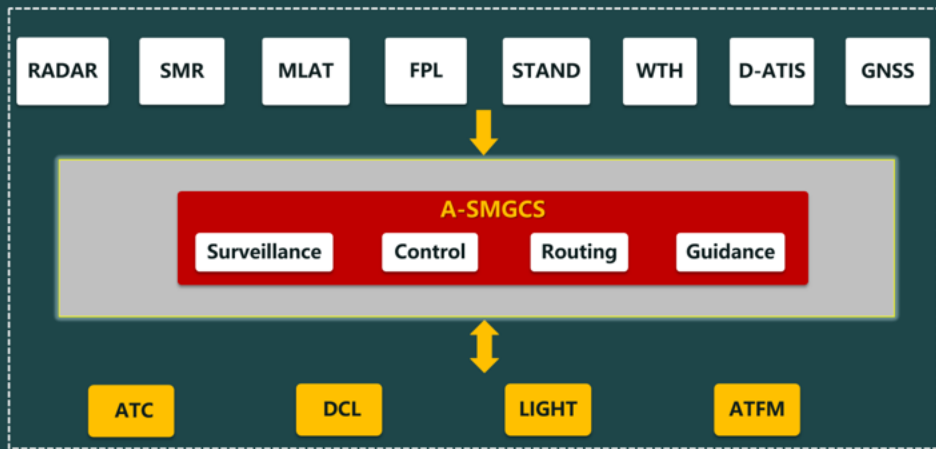 RADAR SMR MLAT FPL STAND WTH D-ATIS GNSS
A-SMGCS
Surveillance Control Routing Guidance
ATC DCL LIGHT ATFM